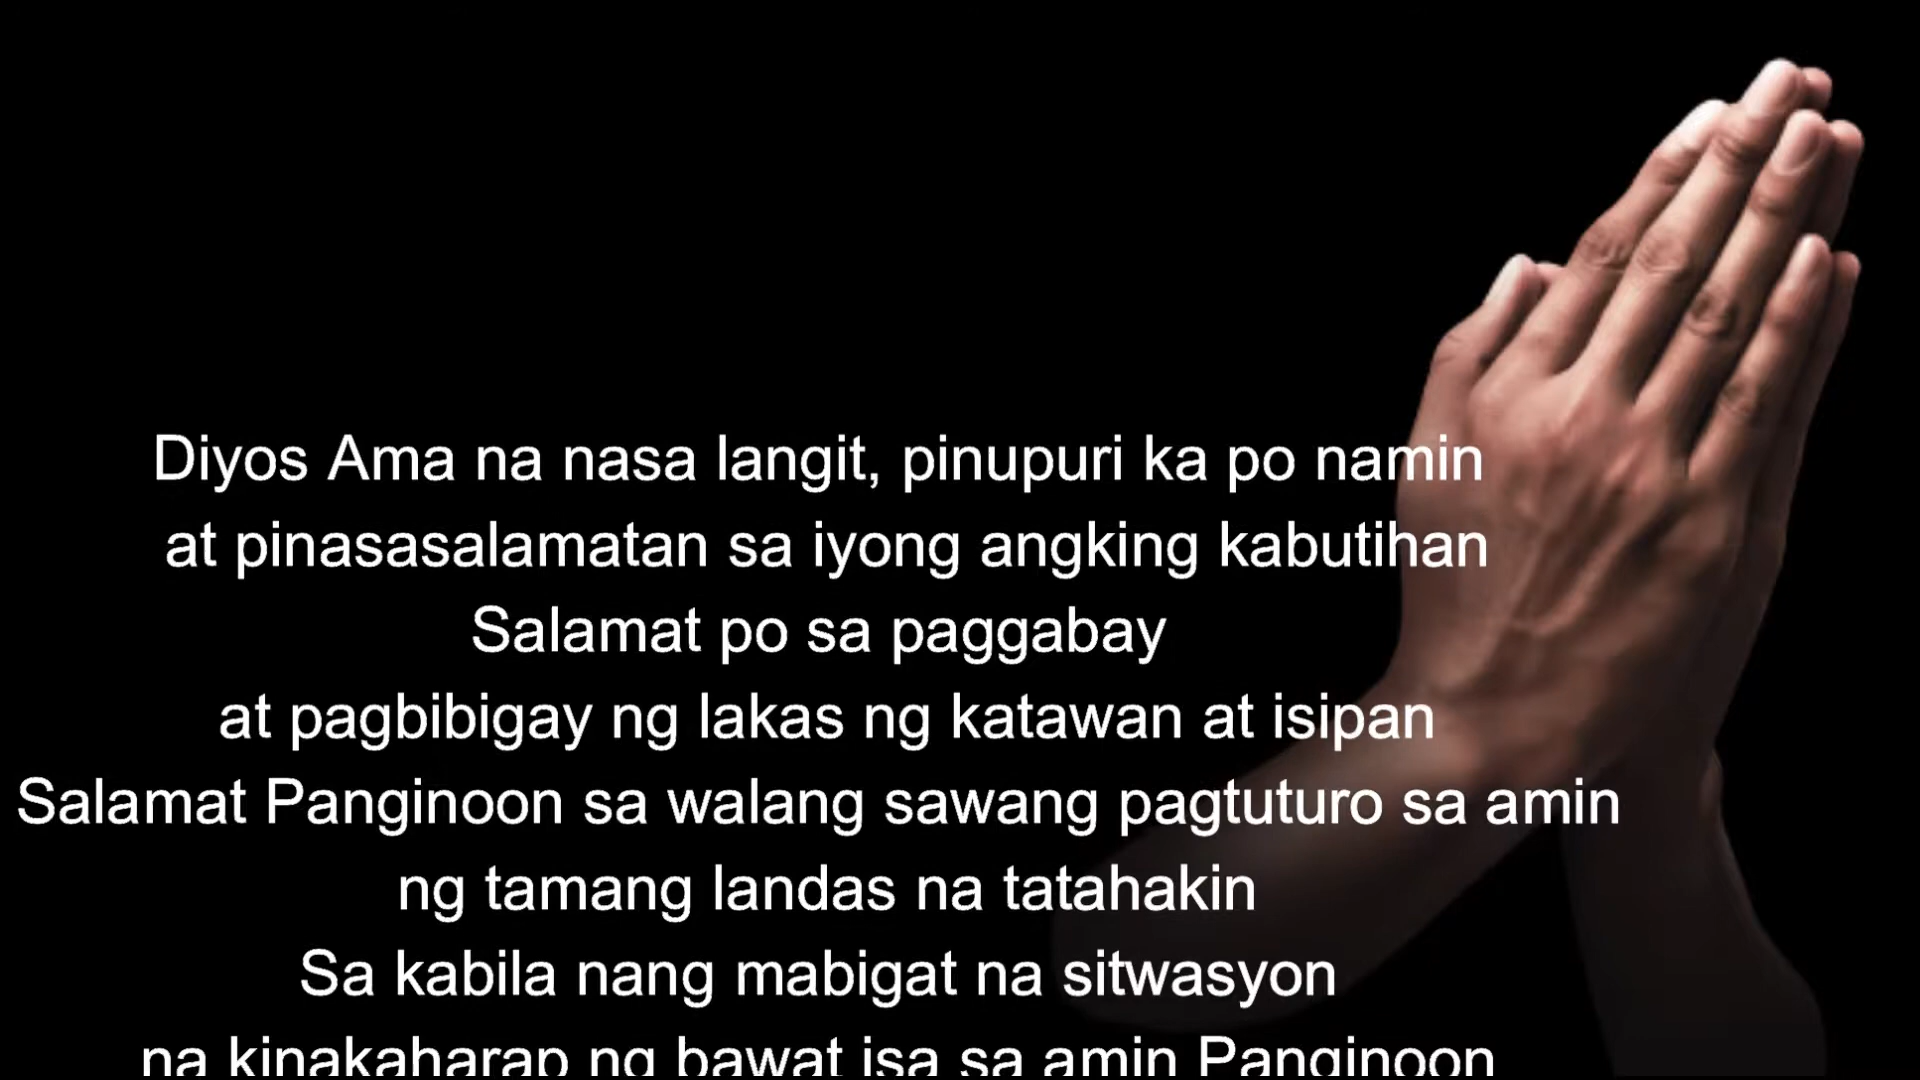 Diyos Ama na nasa langit, pinupuri ka po namin
at pinasasalamatan sa iyong angking kabutihan
Salamat po sa paggabay
at pagbibigay ng lakas ng katawan at isipan
Salamat Panginoon sa walang sawang pagtuturo sa amin
ng tamang landas na tatahakin
Sa kabila nang mabigat na sitwasyon
na kinakaharap ng bawat isa sa amin Panginoon